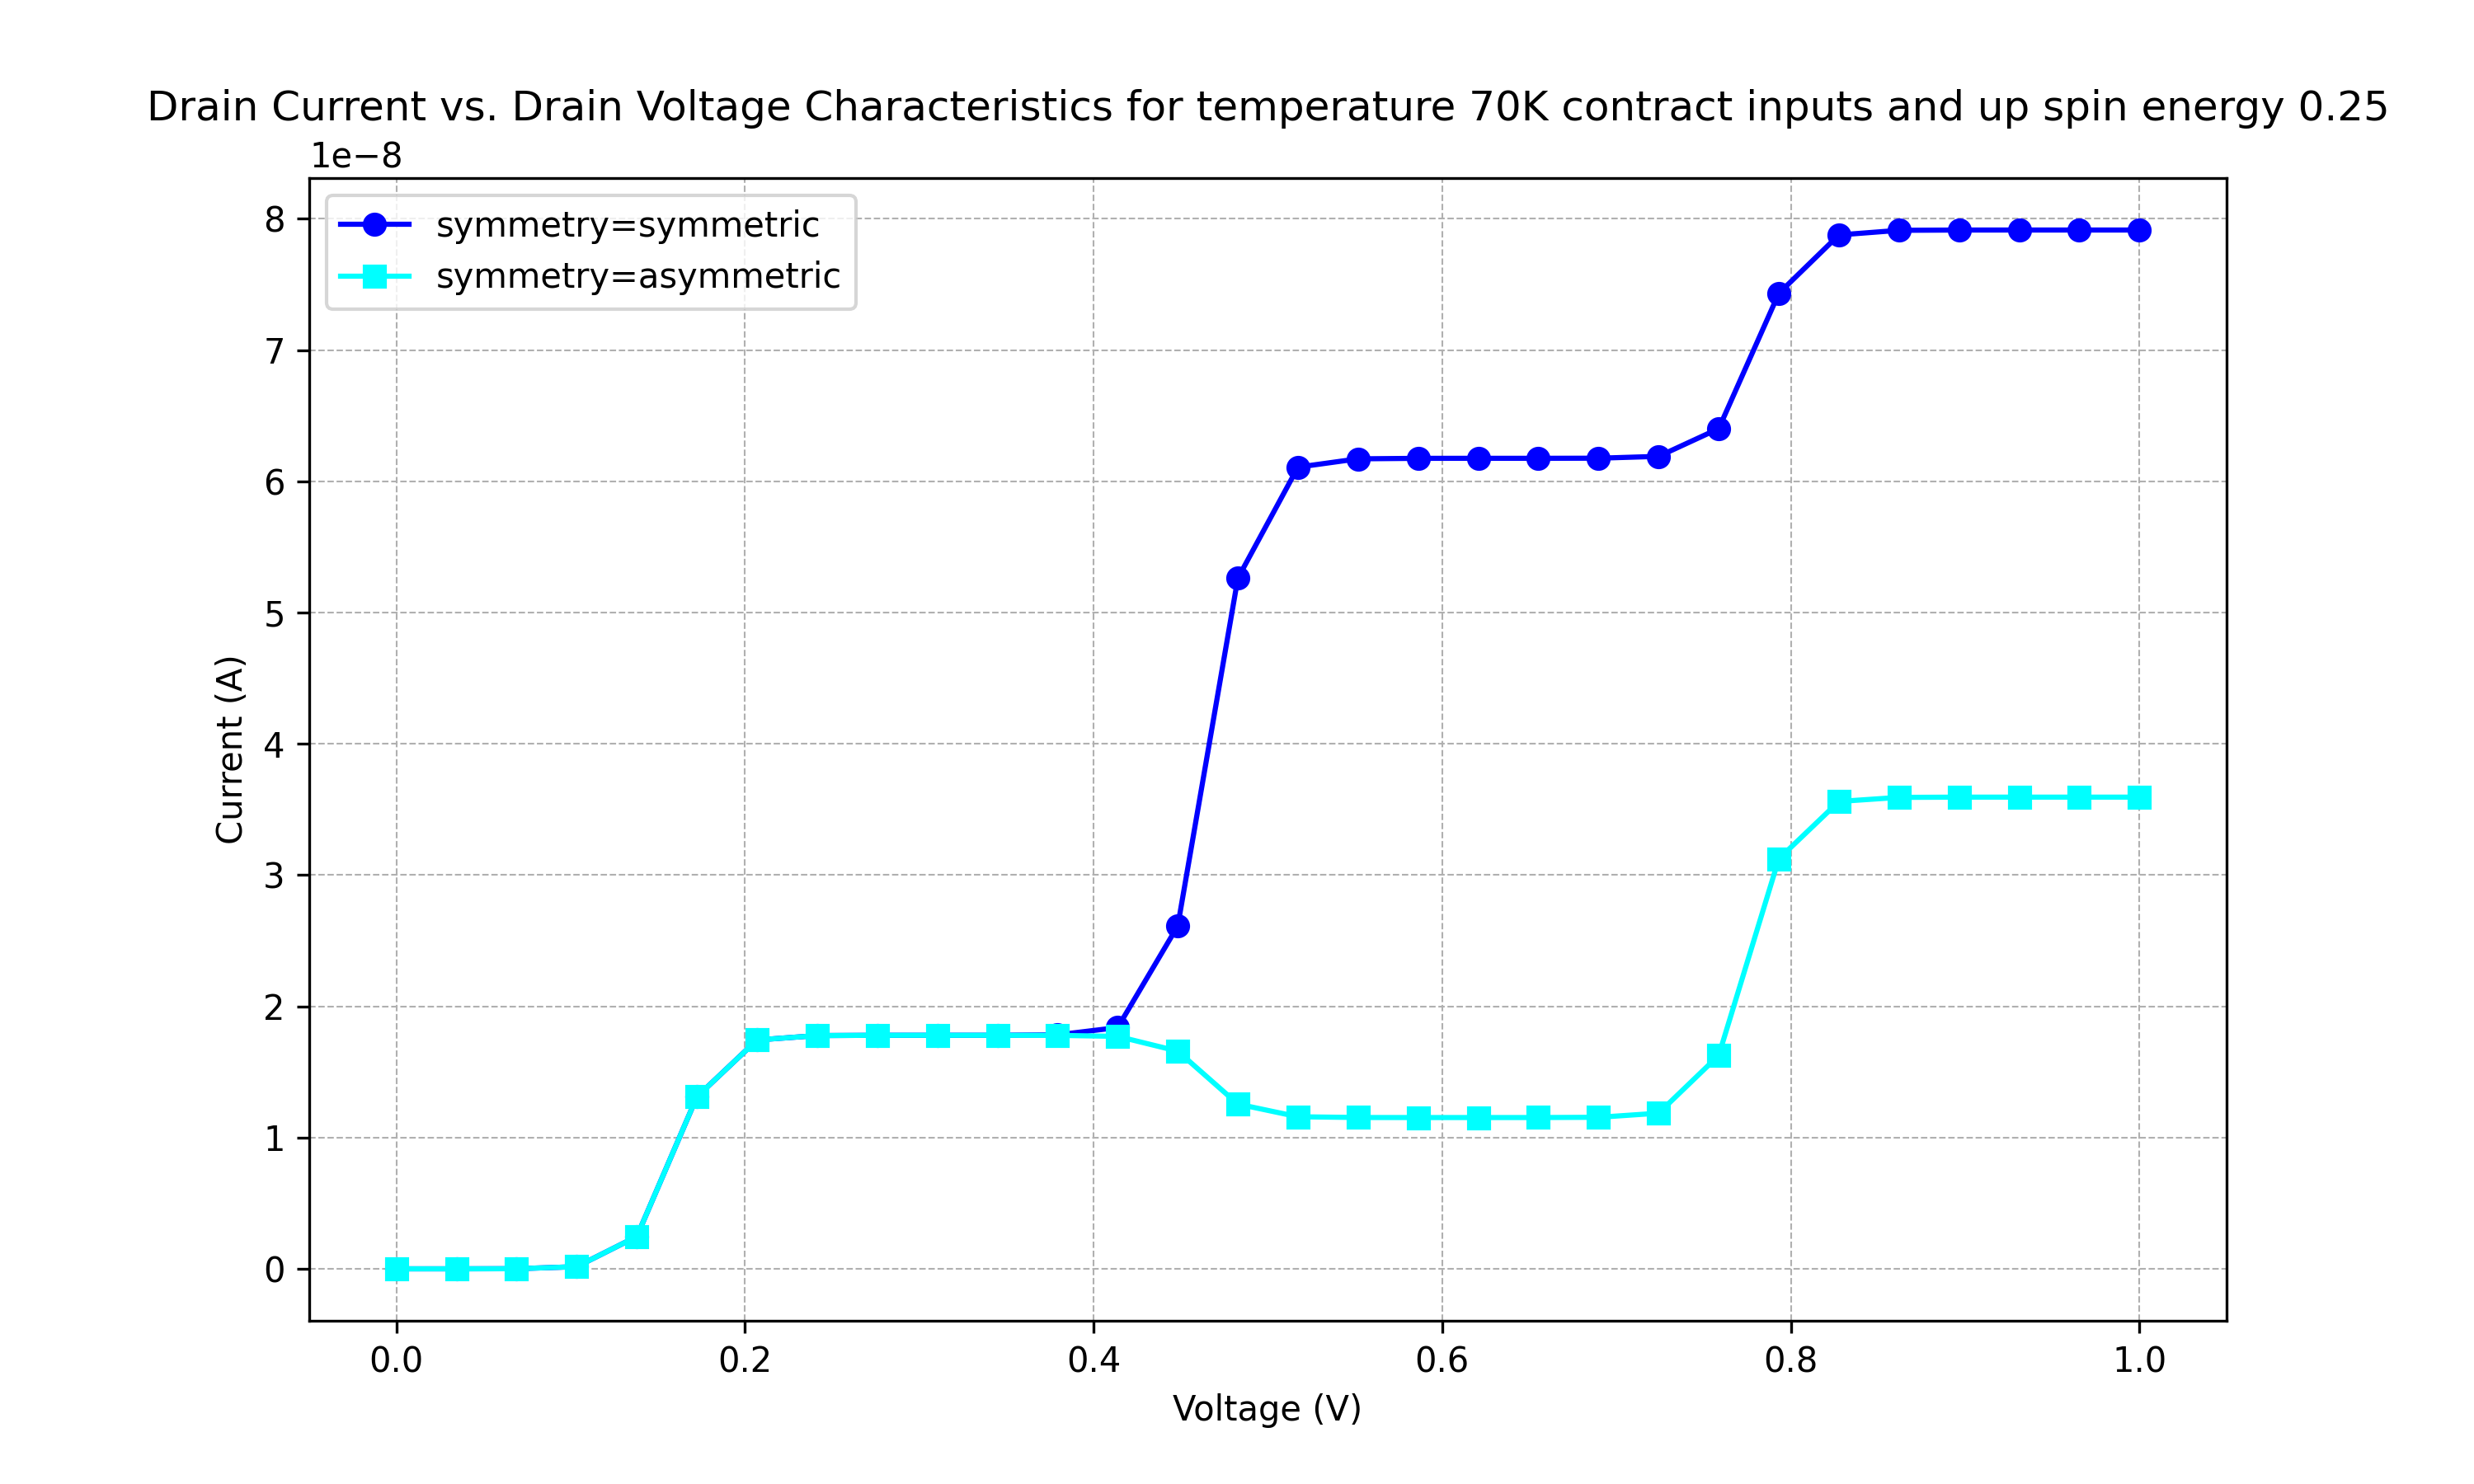 Drain Current vs. Drain Voltage Characteristics for temperature 70K contract inputs and up spin energy 0.25
1e−8
symmetry=symmetric
symmetry=asymmetric
8
7
6
5
4
3
2
1
0
Current (A)
0.0 0.2 0.4 0.6 0.8 1.0
Voltage (V)